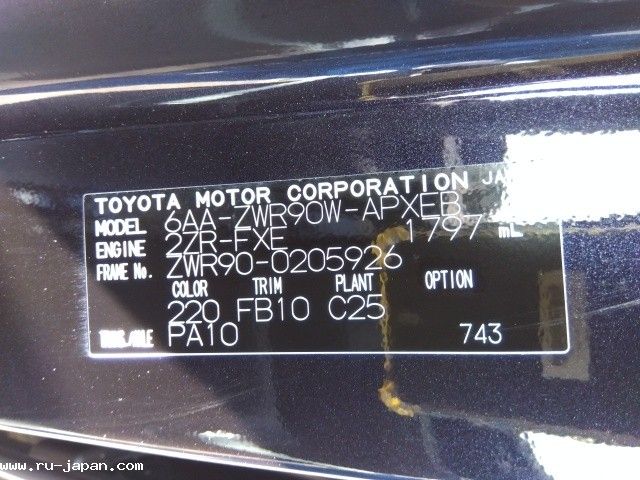 TOYOTA MOTOR CORPORATION JA
MODEL 6AA-ZWR90W-APXEB
ENGINE 2ZR-FXE 1797 mL
FRAME No. ZWR90-0205926
COLOR TRIM PLANT OPTION
220 FB10 C25
TRANS./AXLE PA10 743
www.ru-japan.com